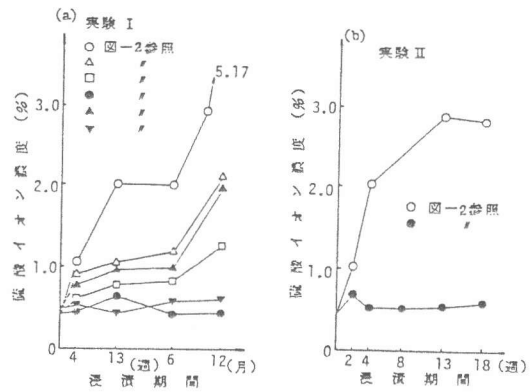 (a) 実験 I
○ 図-2参照
△ 〃
□ 〃
● 〃
▲ 〃
▼ 〃
5.17
硫酸イオン濃度 (%)
3.0
2.0
1.0
0
4 13(週) 6 12(月)
浸漬期間
(b)
実験 II
○ 図-2参照
● 〃
硫酸イオン濃度 (%)
3.0
2.0
1.0
0
2 4 8 13 18(週)
浸漬期間